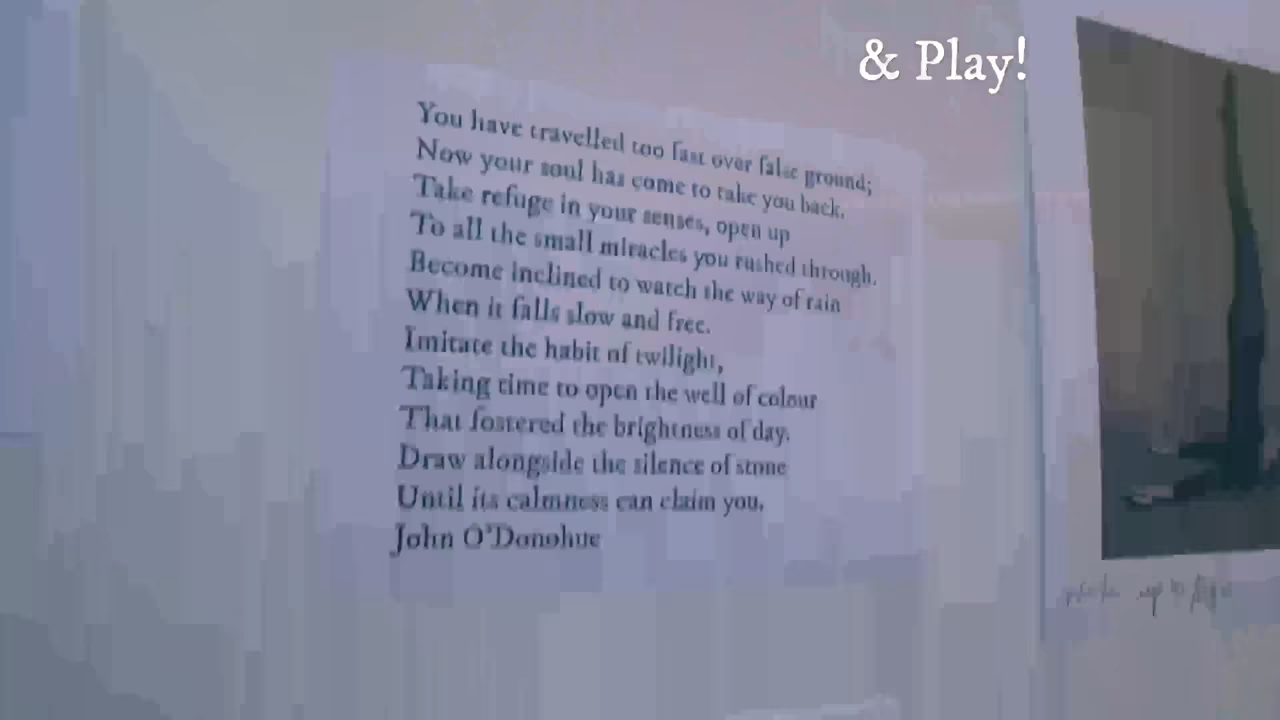 & Play!
You have travelled too fast over false ground;
Now your soul has come to take you back.
Take refuge in your senses, open up
To all the small miracles you rushed through.
Become inclined to watch the way of rain
When it falls slow and free.
Imitate the habit of twilight,
Taking time to open the well of colour
That fostered the brightness of day.
Draw alongside the silence of stone
Until its calmness can claim you.
John O'Donohue
up to